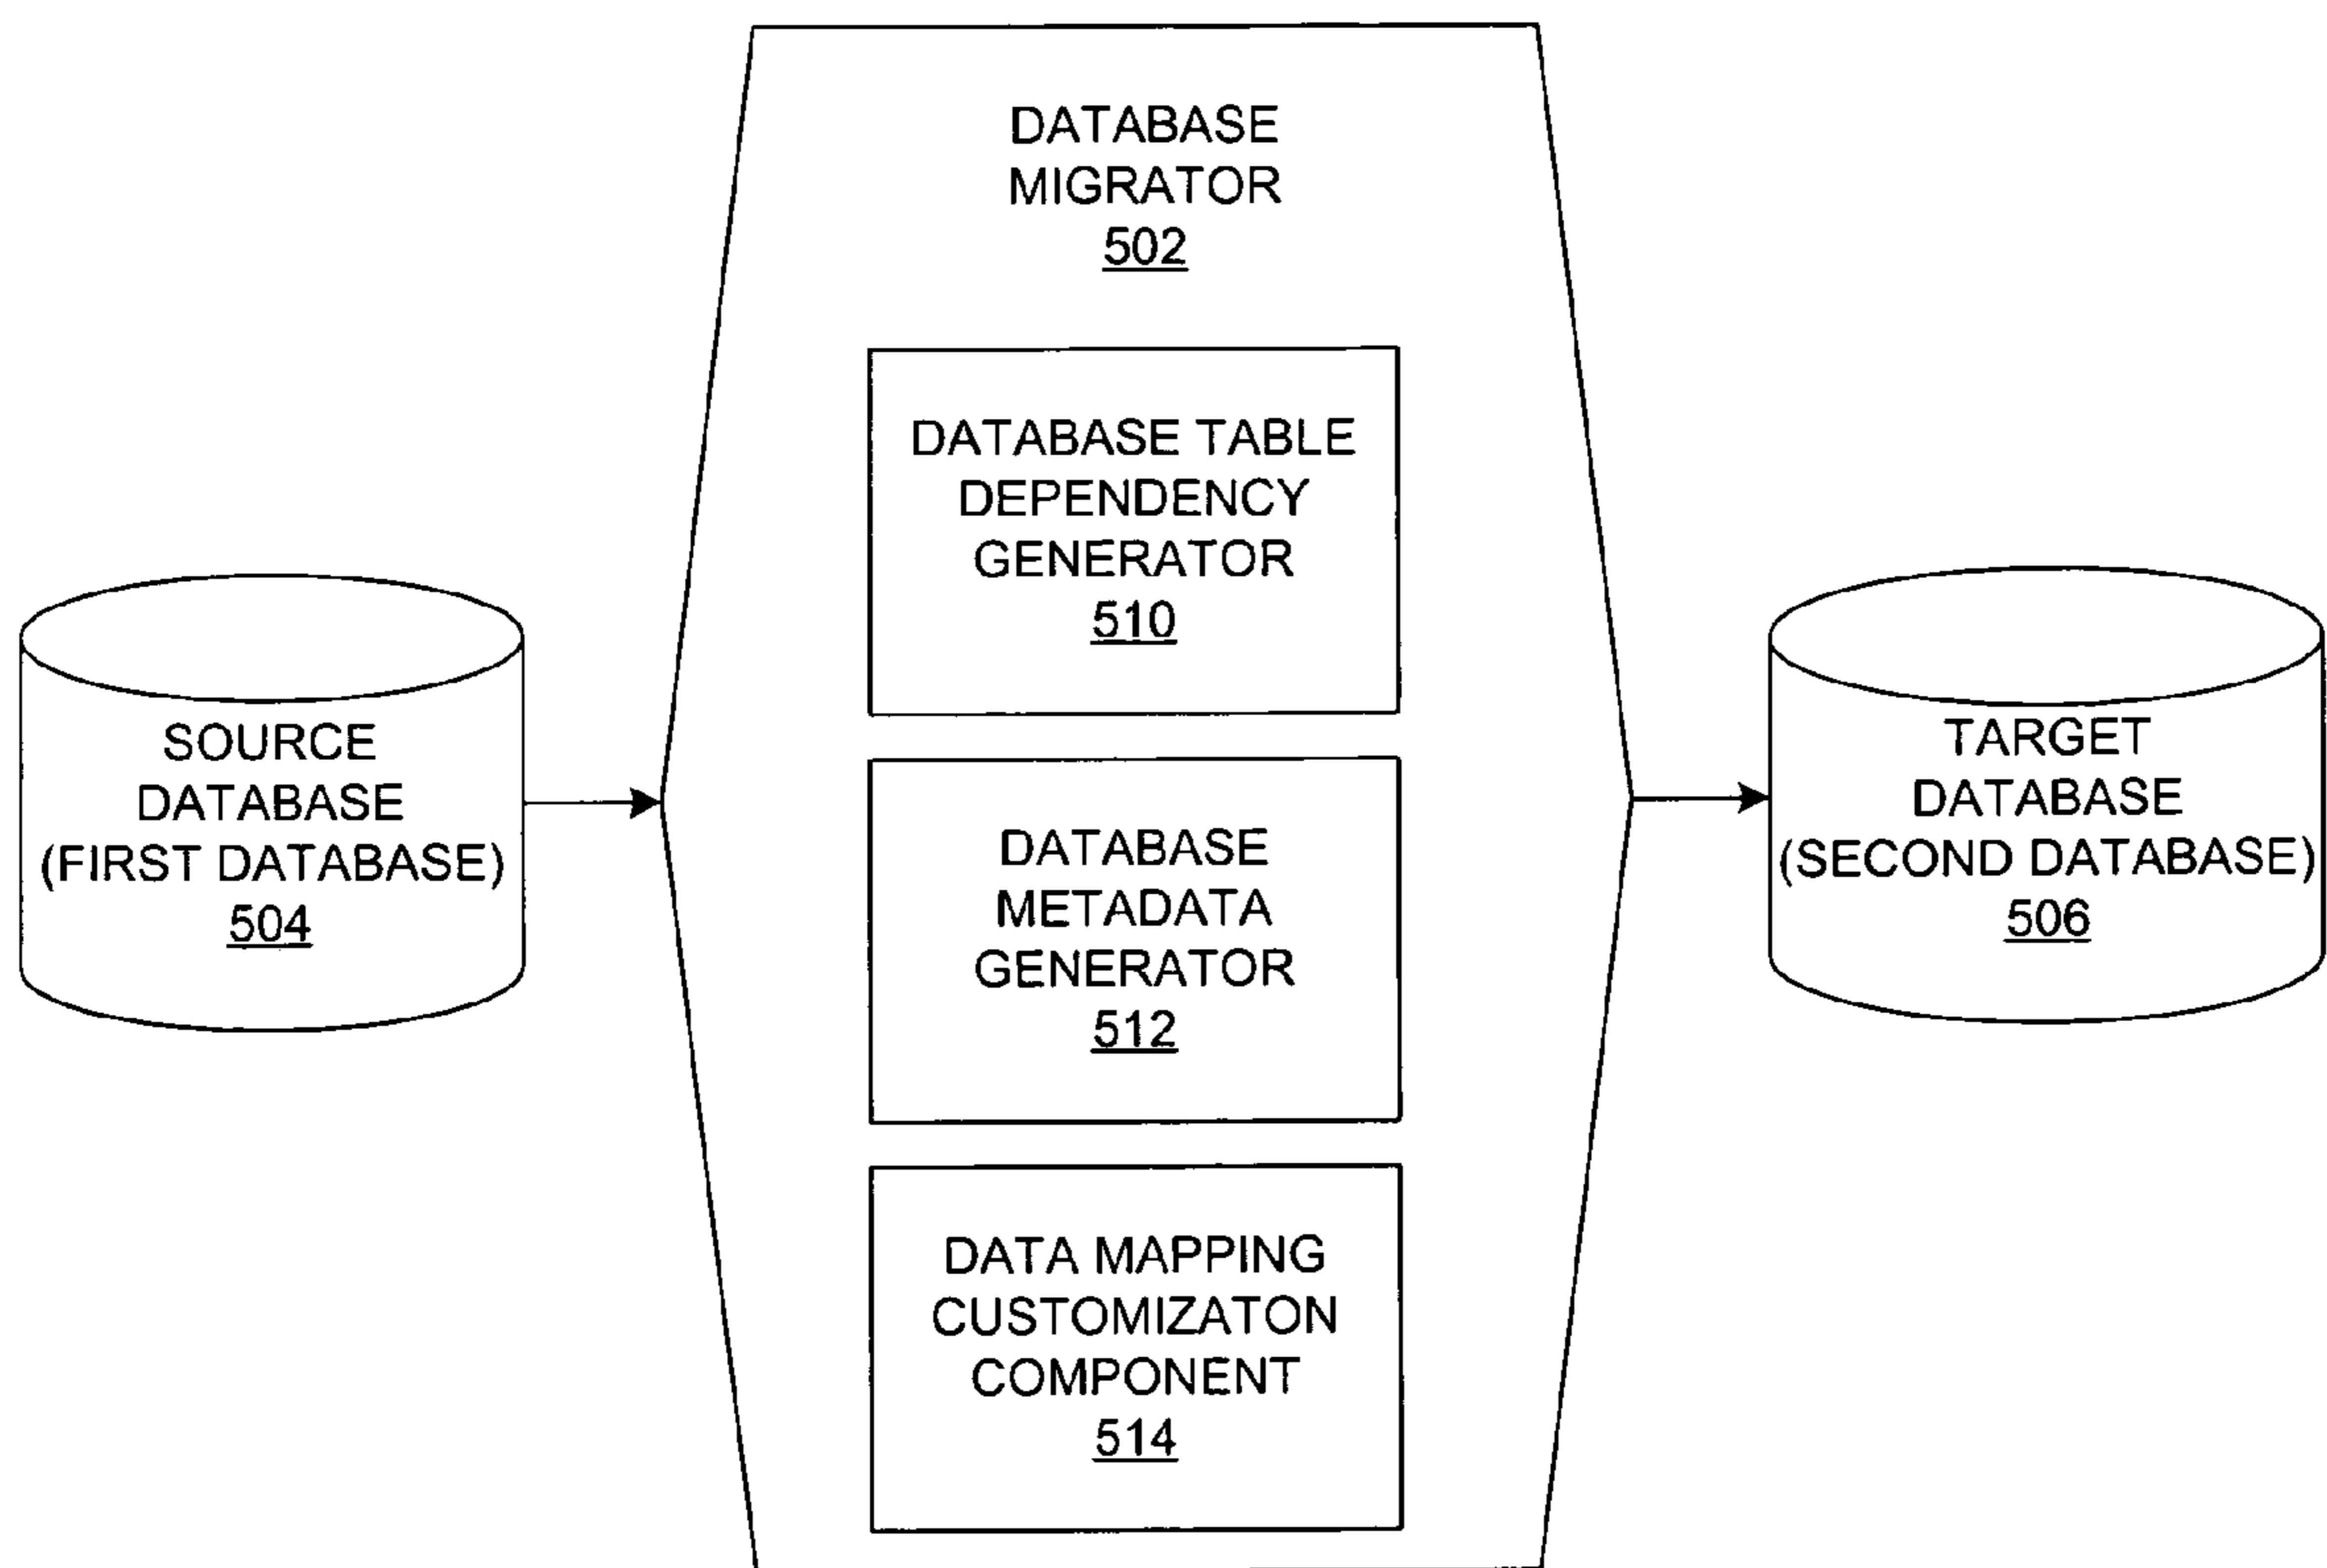 DATABASE
MIGRATOR
502
DATABASE TABLE
DEPENDENCY
GENERATOR
510
SOURCE
DATABASE
(FIRST DATABASE)
504
DATABASE
METADATA
GENERATOR
512
TARGET
DATABASE
(SECOND DATABASE)
506
DATA MAPPING
CUSTOMIZATON
COMPONENT
514